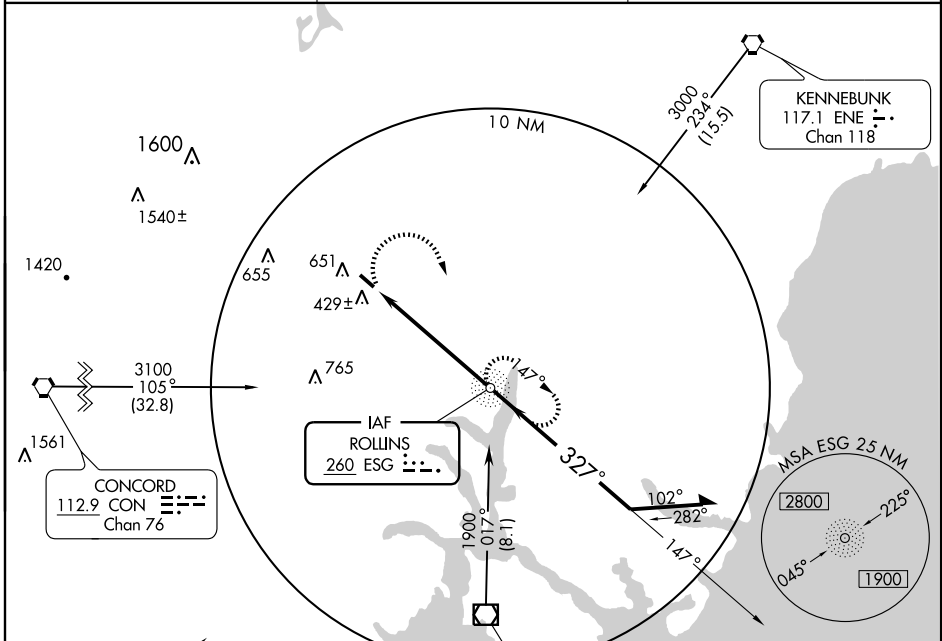 10 NM
3000
234°
(15.5)
KENNEBUNK
117.1 ENE
Chan 118
1600
1540±
1420
655
651
429±
765
3100
105°
(32.8)
147°
IAF
ROLLINS
260 ESG
1561
CONCORD
112.9 CON
Chan 76
327°
102°
282°
147°
1900
017°
(8.1)
MSA ESG 25 NM
2800
225°
045°
1900